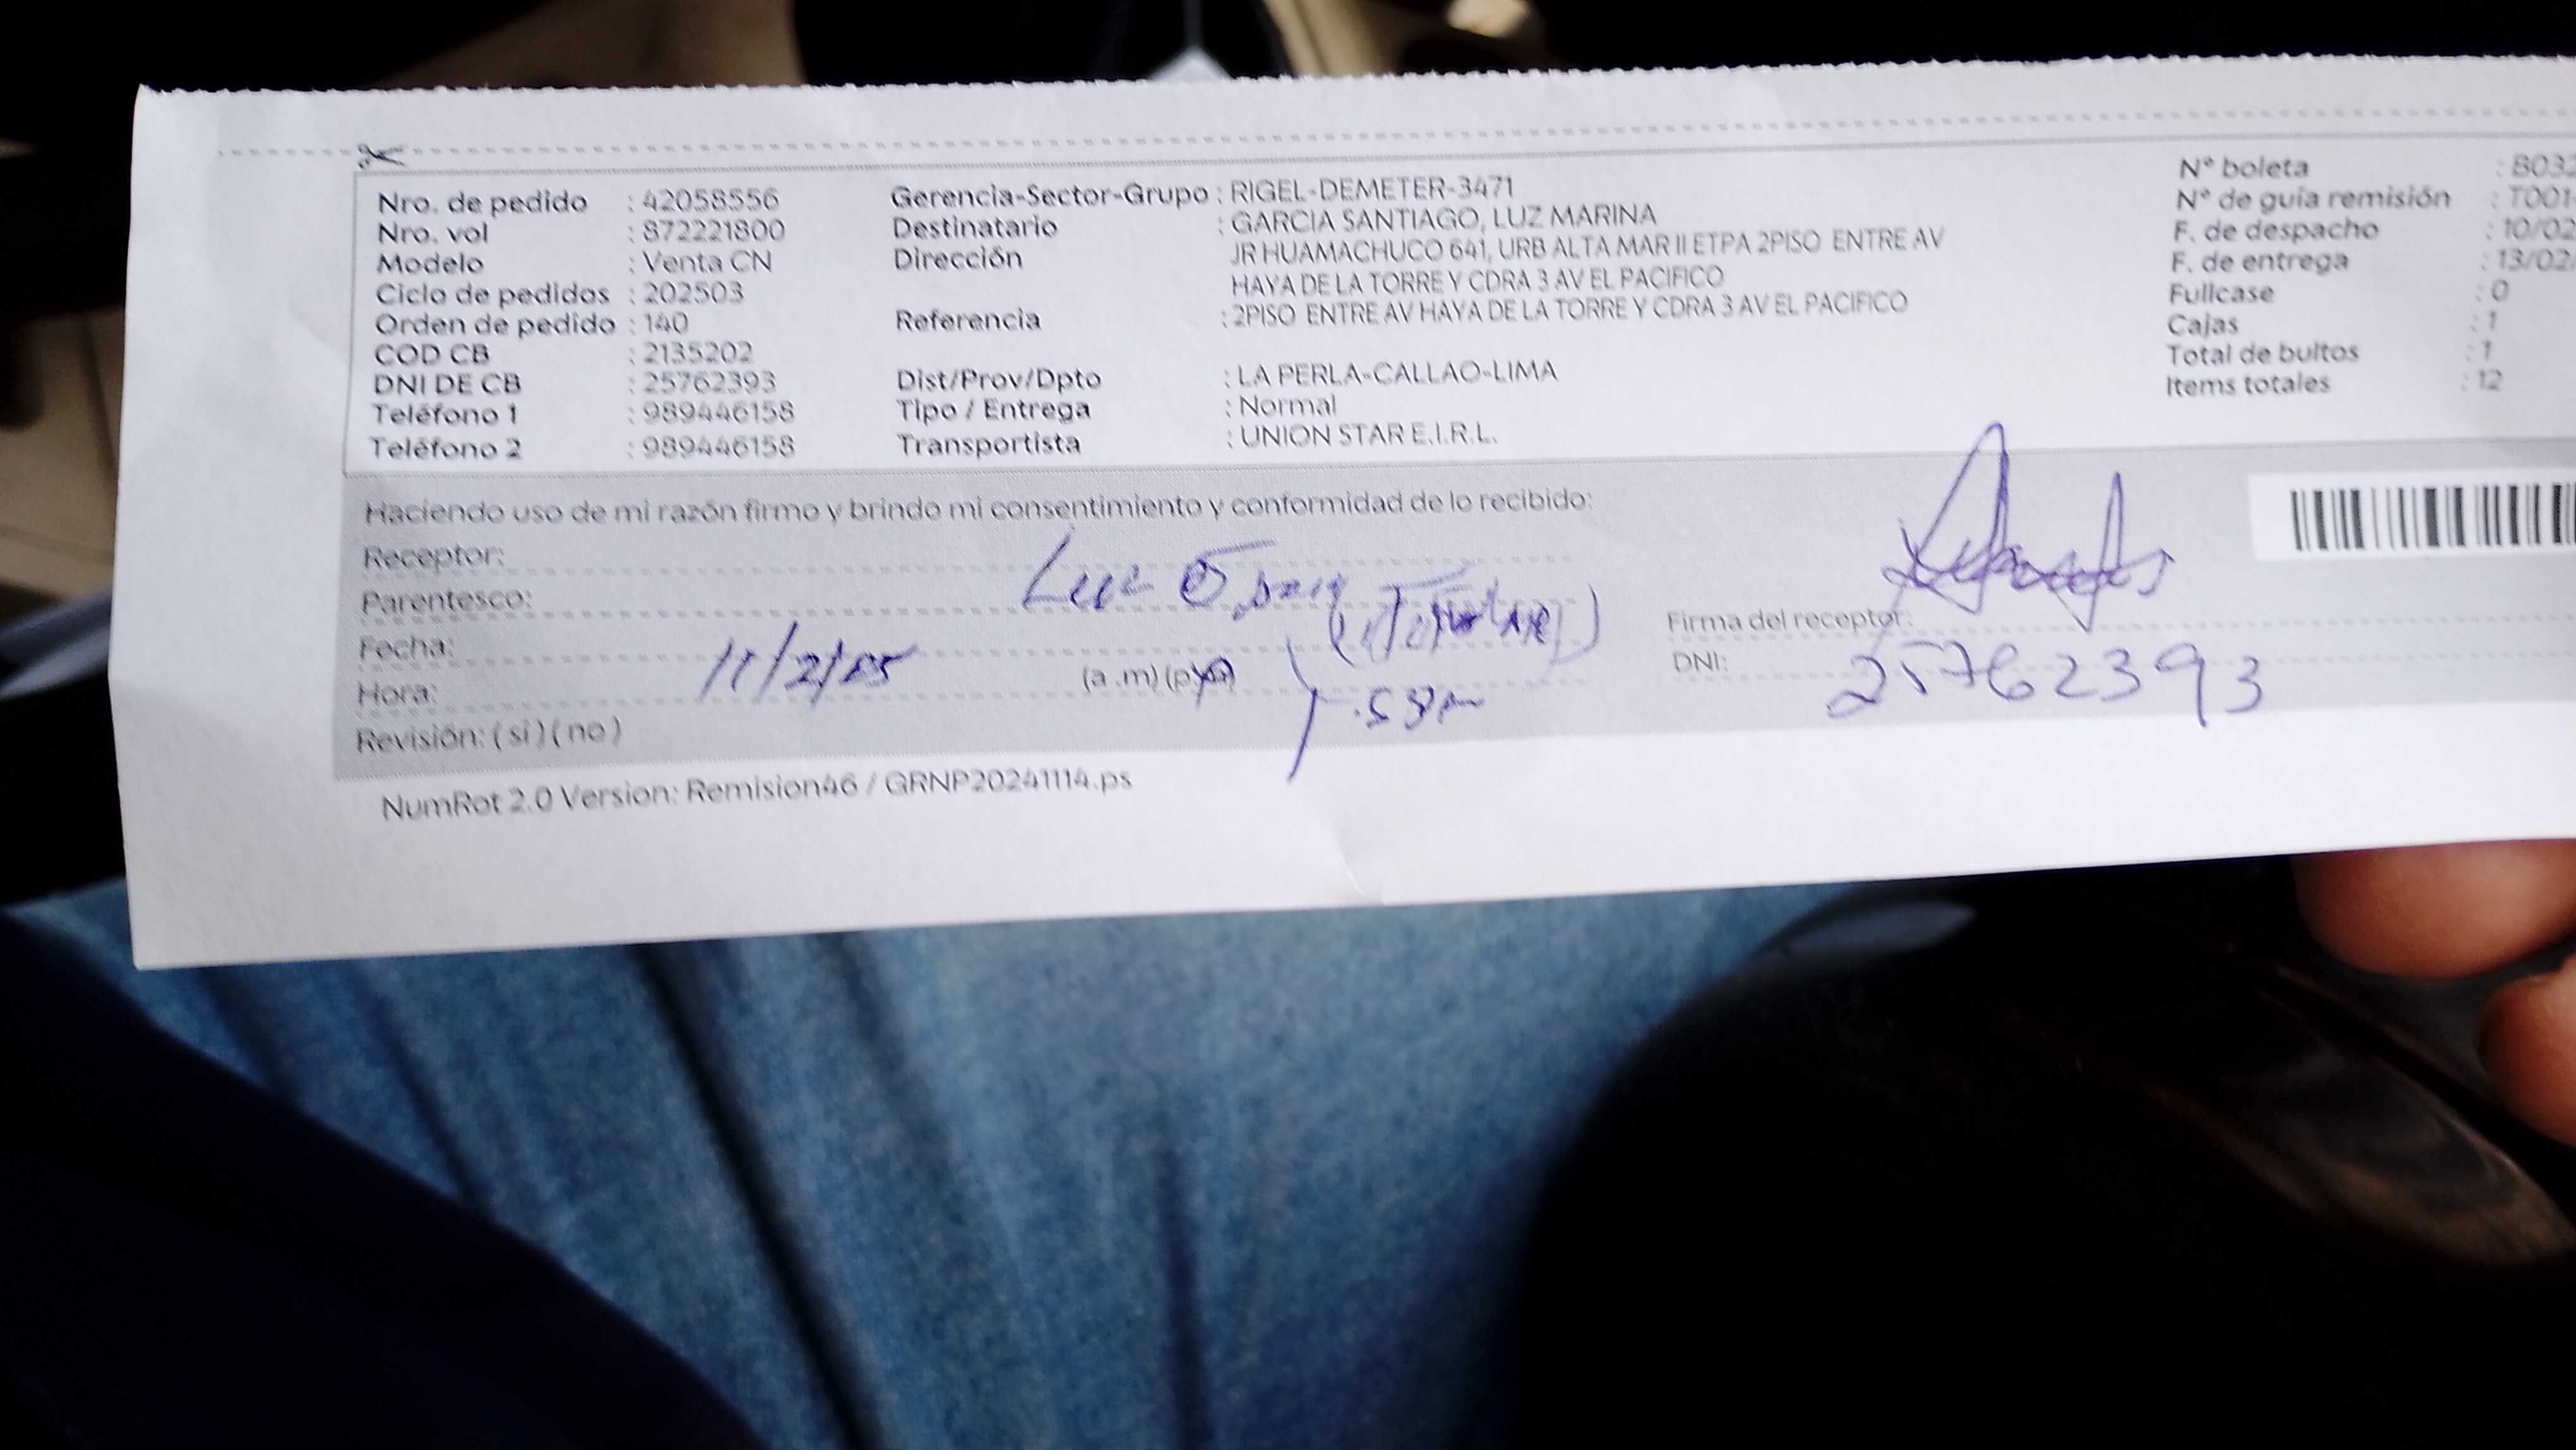 Nro. de pedido : 42058556
Nro. vol : 872221800
Modelo : Venta CN
Ciclo de pedidos : 202503
Orden de pedido : 140
COD CB : 2135202
DNI DE CB : 25762393
Teléfono 1 : 989446158
Teléfono 2 : 989446158
Gerencia-Sector-Grupo : RIGEL-DEMETER-3471
Destinatario : GARCIA SANTIAGO, LUZ MARINA
Dirección JR HUAMACHUCO 641, URB ALTA MAR II ETPA 2PISO ENTRE AV
HAYA DE LA TORRE Y CDRA 3 AV EL PACIFICO
Referencia : 2PISO ENTRE AV HAYA DE LA TORRE Y CDRA 3 AV EL PACIFICO
Dist/Prov/Dpto : LA PERLA-CALLAO-LIMA
Tipo / Entrega : Normal
Transportista : UNION STAR E.I.R.L.
N° boleta : B032
N° de guía remisión : T001-
F. de despacho : 10/02
F. de entrega : 13/02
Fullcase : 0
Cajas : 1
Total de bultos : 1
Items totales : 12
Haciendo uso de mi razón firmo y brindo mi consentimiento y conformidad de lo recibido:
Receptor:
Parentesco:
Fecha: 11/2/25
Hora: (a.m) (p.m)
Revisión: ( si ) ( no )
Firma del receptor:
DNI: 25762393
NumRot 2.0 Version: Remision46 / GRNP20241114.ps